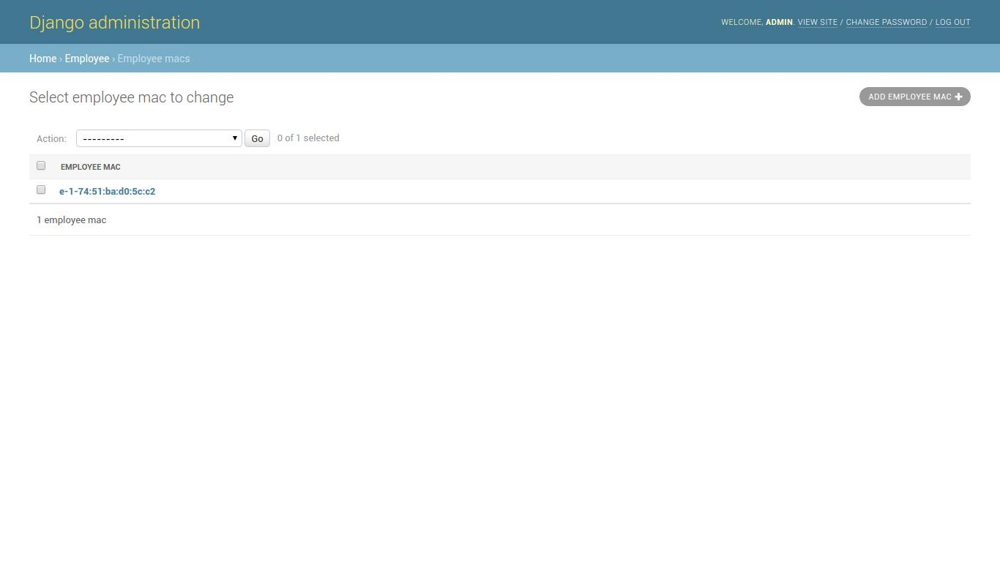 Django administration
WELCOME, ADMIN. VIEW SITE / CHANGE PASSWORD / LOG OUT
Home › Employee › Employee macs
Select employee mac to change
ADD EMPLOYEE MAC
Action: --------- Go 0 of 1 selected
EMPLOYEE MAC
e-1-74:51:ba:d0:5c:c2
1 employee mac